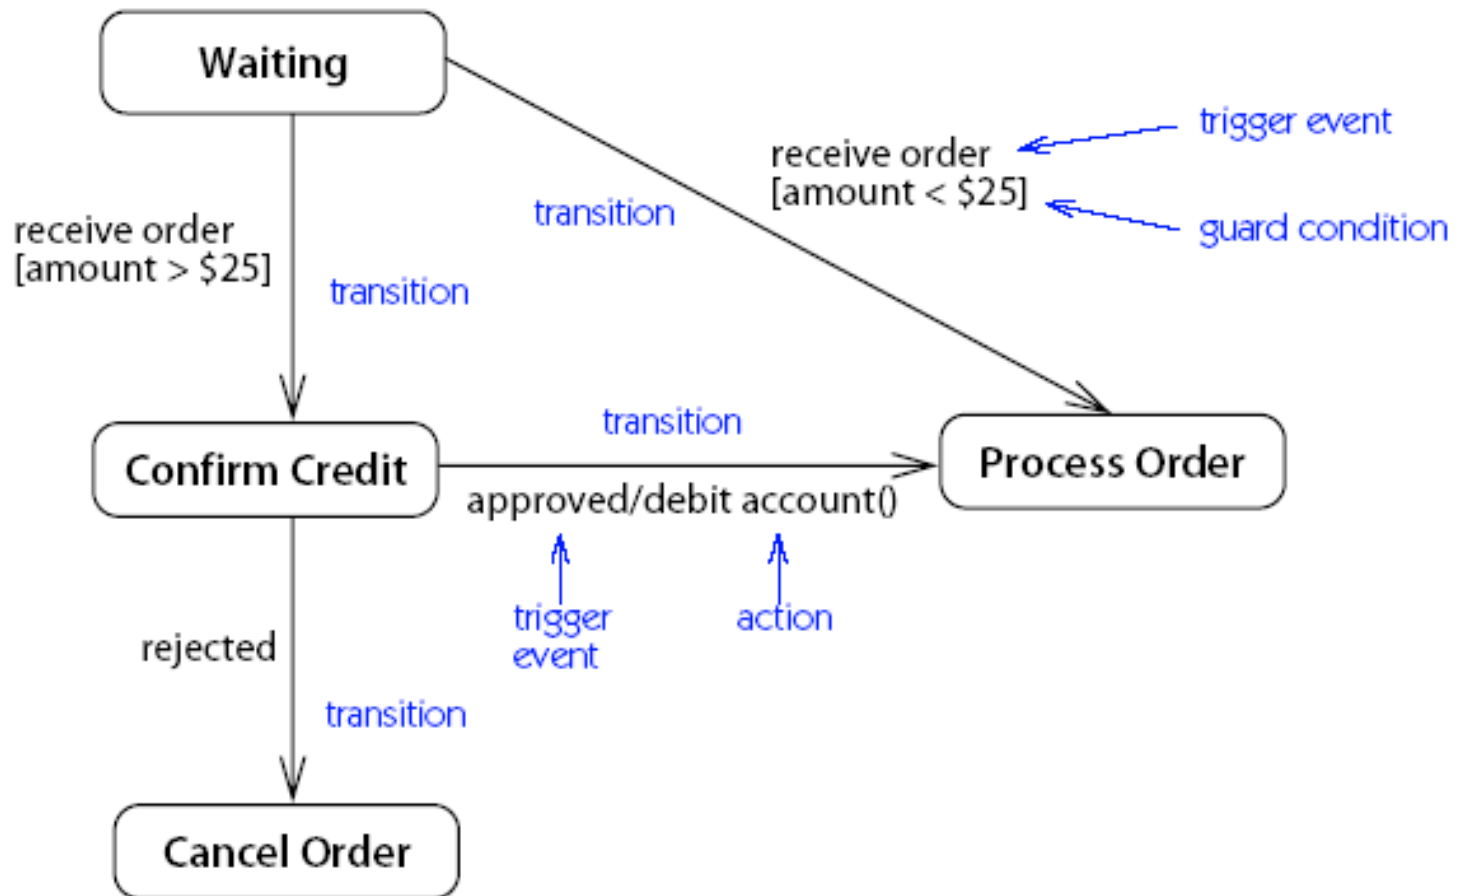 Waiting
trigger event
receive order
[amount < $25]
transition
guard condition
receive order
[amount > $25]
transition
transition
Confirm Credit
Process Order
approved/debit account()
trigger
event
action
rejected
transition
Cancel Order